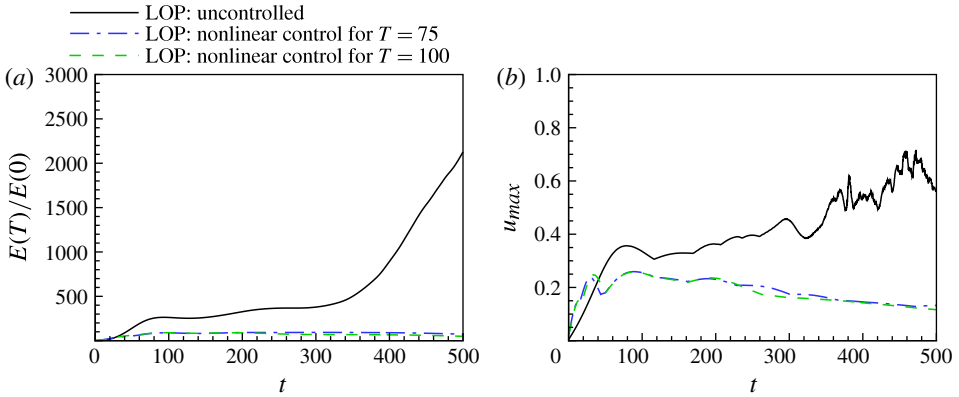 LOP: uncontrolled
LOP: nonlinear control for T = 75
LOP: nonlinear control for T = 100
(a)
3000
2500
2000
1500
1000
500
E(T)/E(0)
0 100 200 300 400 500
t
(b)
1.0
0.8
0.6
0.4
0.2
u_max
0 100 200 300 400 500
t